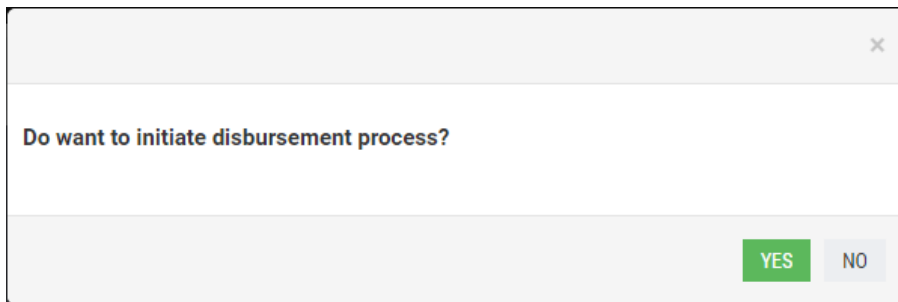 ×
Do want to initiate disbursement process?
YES NO